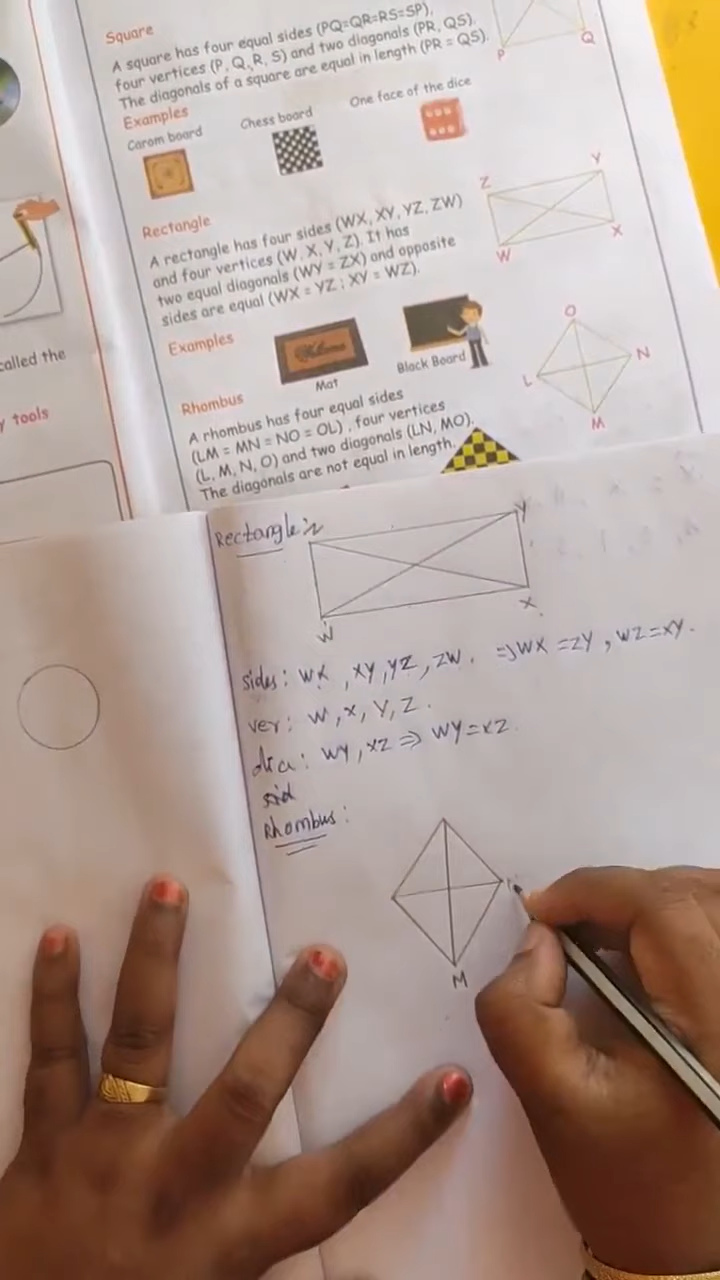 Square
A square has four equal sides (PQ=QR=RS=SP),
four vertices (P, Q, R, S) and two diagonals (PR, QS).
The diagonals of a square are equal in length (PR = QS).
P
Q
Examples
Carom board
Chess board
One face of the dice
Rectangle
A rectangle has four sides (WX, XY, YZ, ZW)
and four vertices (W, X, Y, Z). It has
two equal diagonals (WY = ZX) and opposite
sides are equal (WX = YZ ; XY = WZ).
Z
Y
W
X
Examples
Welcome
Mat
Black Board
called the
y tools
Rhombus
A rhombus has four equal sides
(LM = MN = NO = OL) , four vertices
(L, M, N, O) and two diagonals (LN, MO).
The diagonals are not equal in length.
O
L
N
M
Rectangle:
Z
Y
W
X
sides: WX, XY, YZ, ZW. ⇒ WX = ZY, WZ = XY.
ver: W, X, Y, Z.
dia: WY, XZ ⇒ WY = XZ.
sid
Rhombus:
M